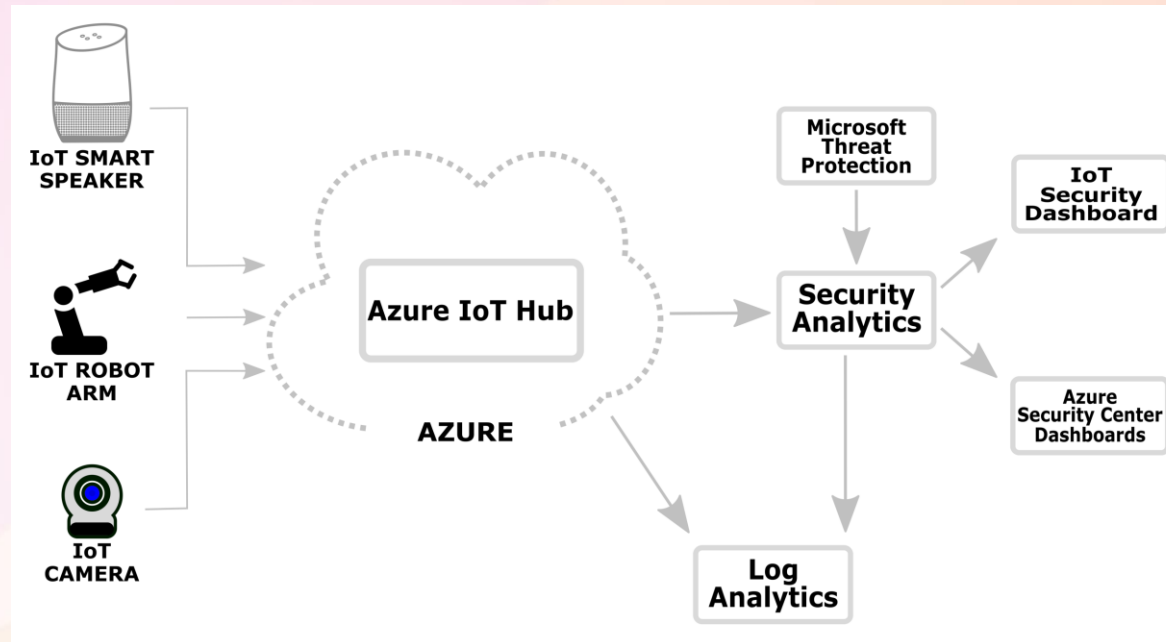 IoT SMART
SPEAKER
IoT ROBOT
ARM
IoT
CAMERA
Azure IoT Hub
AZURE
Microsoft
Threat
Protection
Security
Analytics
IoT
Security
Dashboard
Azure
Security Center
Dashboards
Log
Analytics